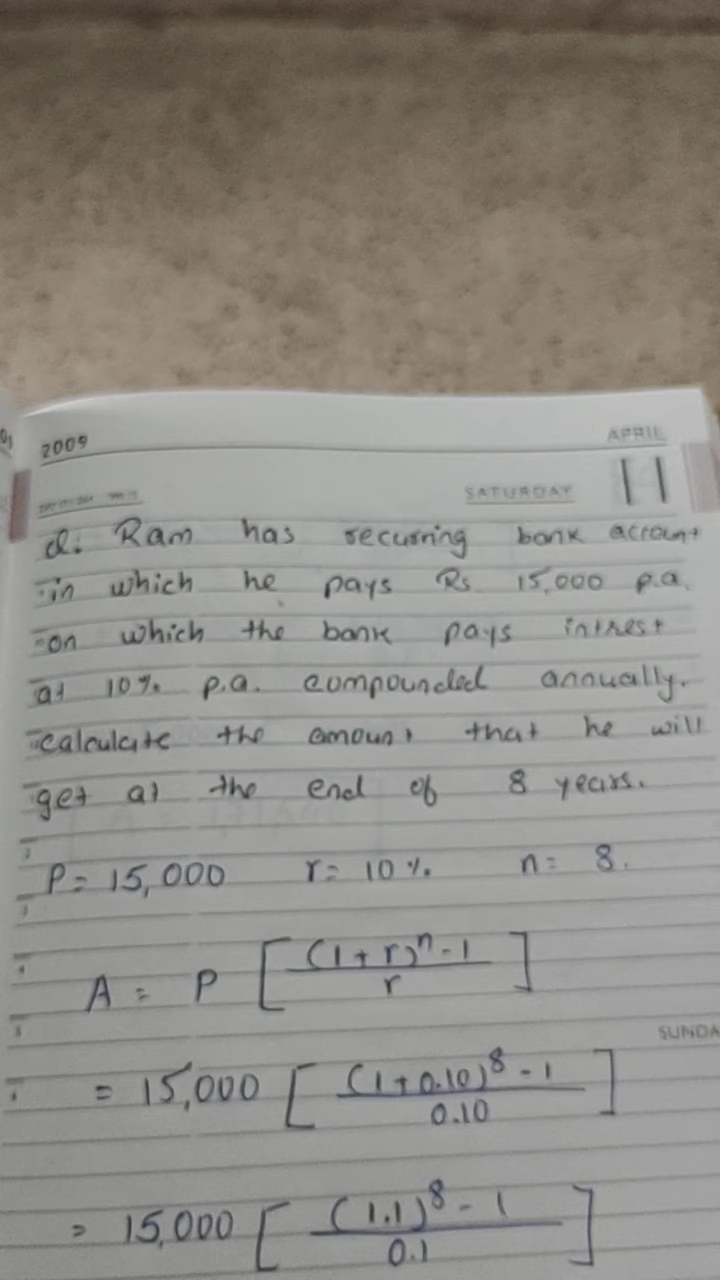 2009
APRIL
SATURDAY
11
Q. Ram has recurring bank account
in which he pays Rs 15,000 p.a.
on which the bank pays intrest
at 10% p.a. compounded annually.
calculate the amount that he will
get at the end of 8 years.
P = 15,000 r = 10 % n = 8.
A = P [ (1 + r)ⁿ - 1 / r ]
SUNDA
= 15,000 [ (1 + 0.10)⁸ - 1 / 0.10 ]
= 15,000 [ (1.1)⁸ - 1 / 0.1 ]